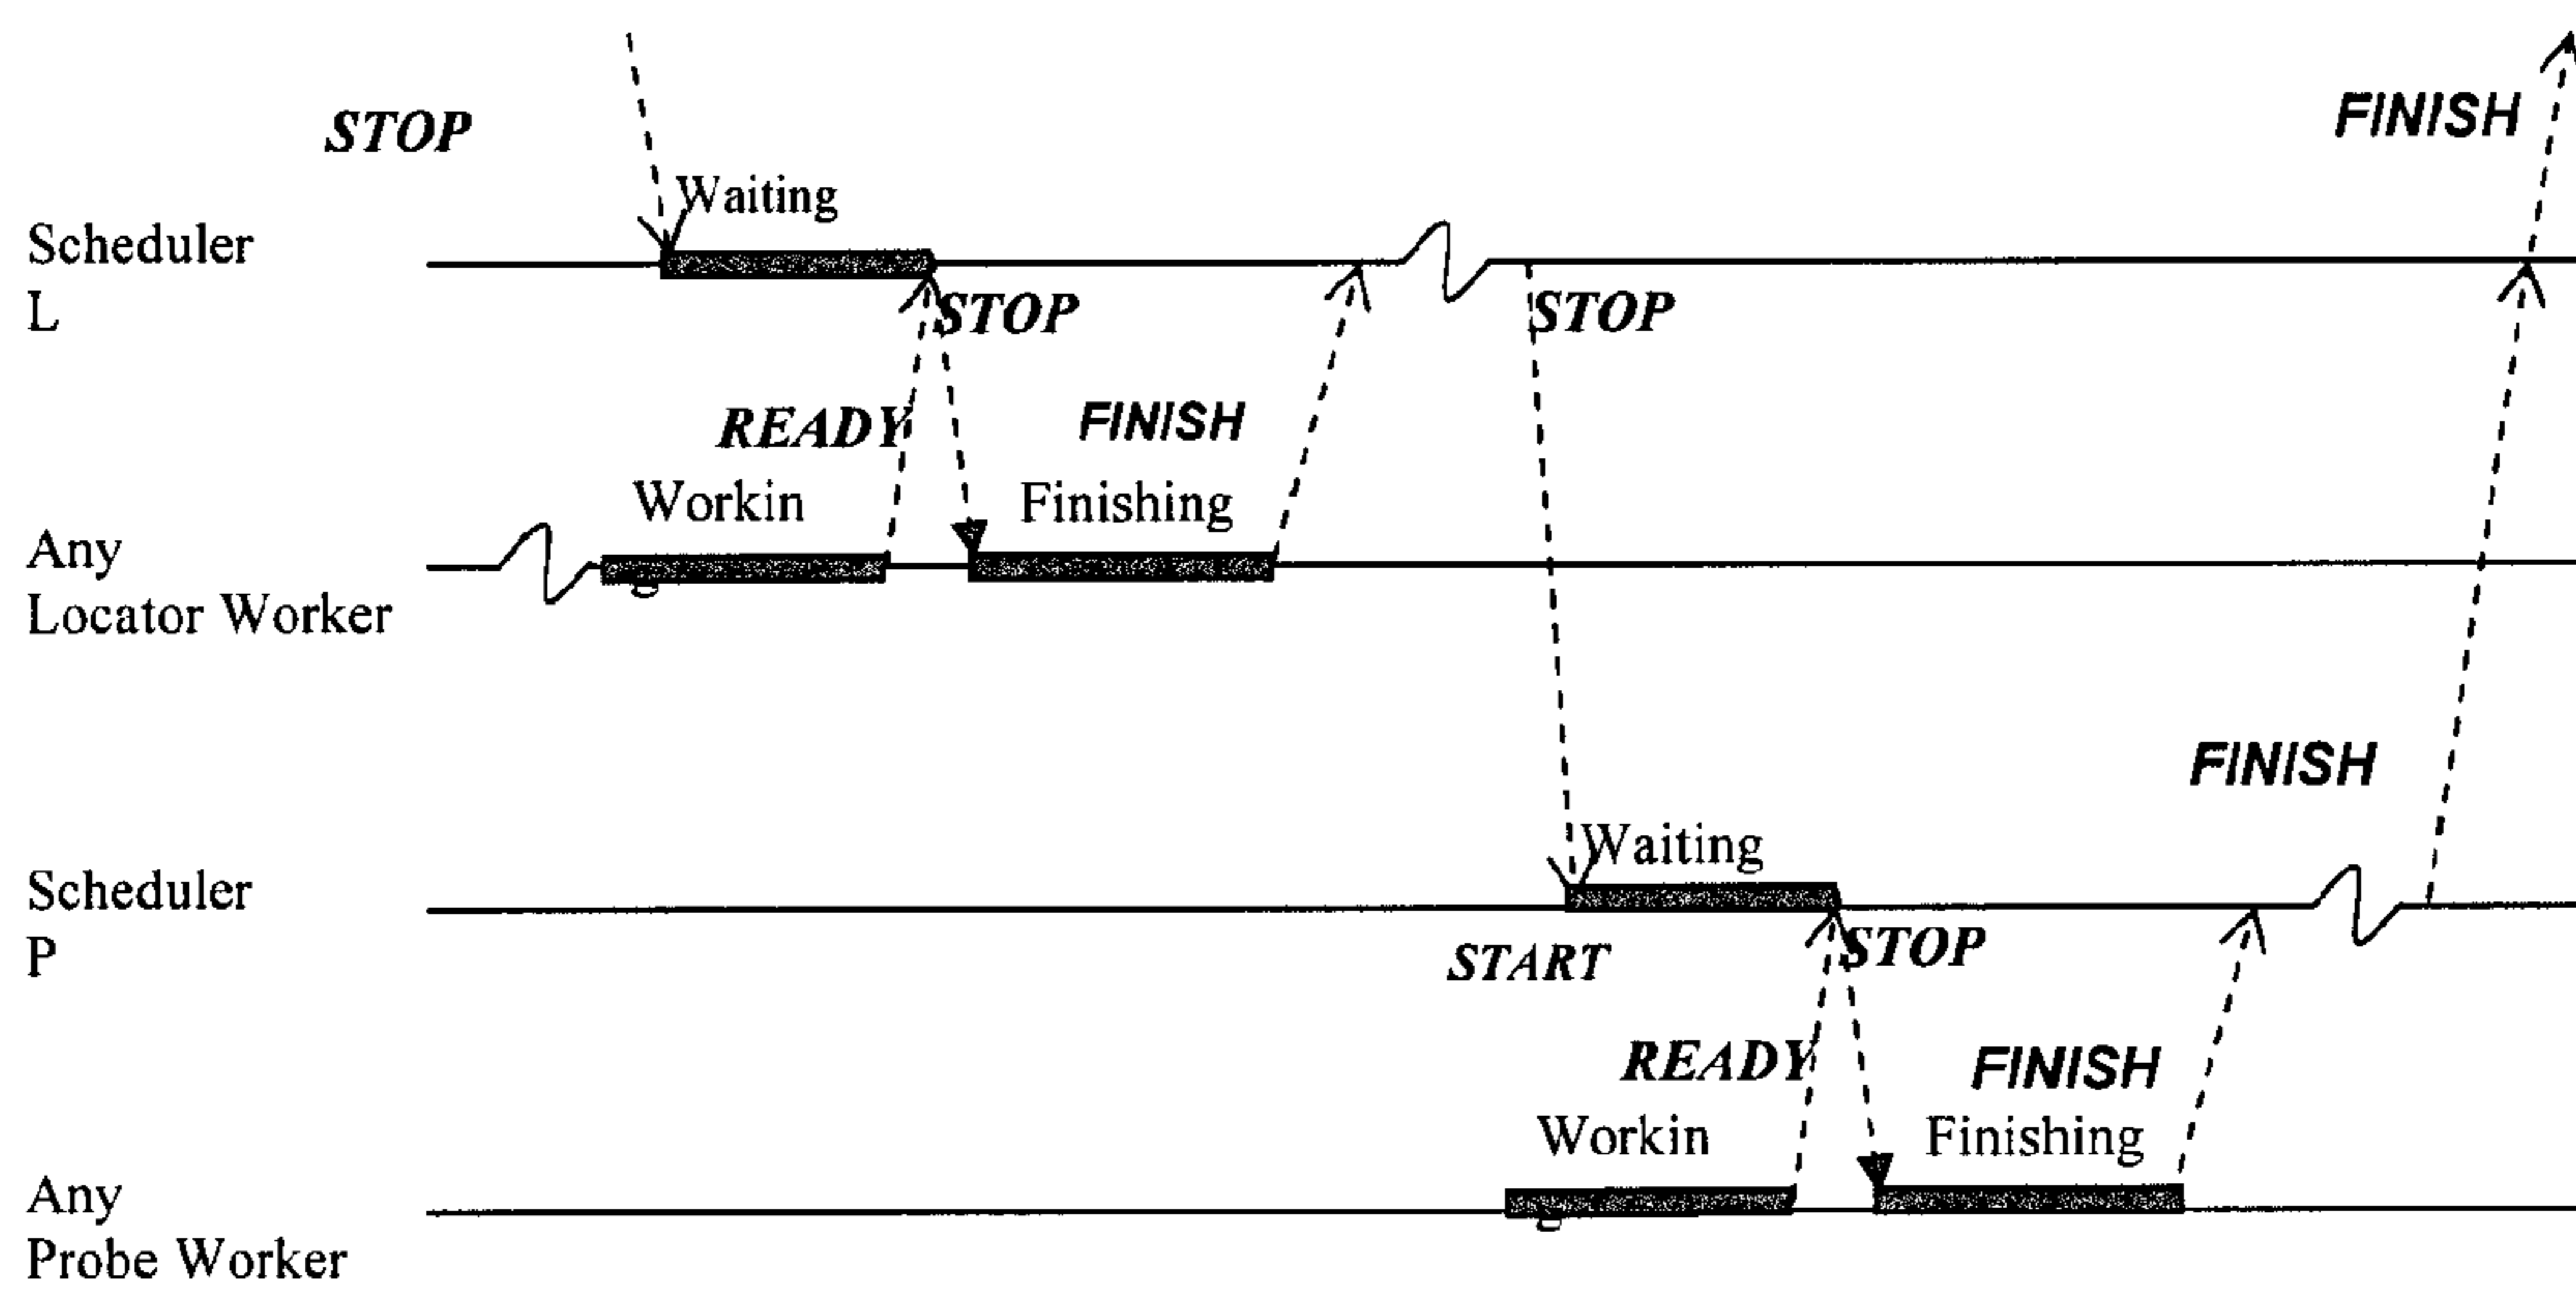 STOP
FINISH
Waiting
Scheduler
L
STOP
STOP
READY
FINISH
Workin
g
Finishing
Any
Locator Worker
FINISH
Waiting
Scheduler
P
START
STOP
READY
FINISH
Workin
g
Finishing
Any
Probe Worker